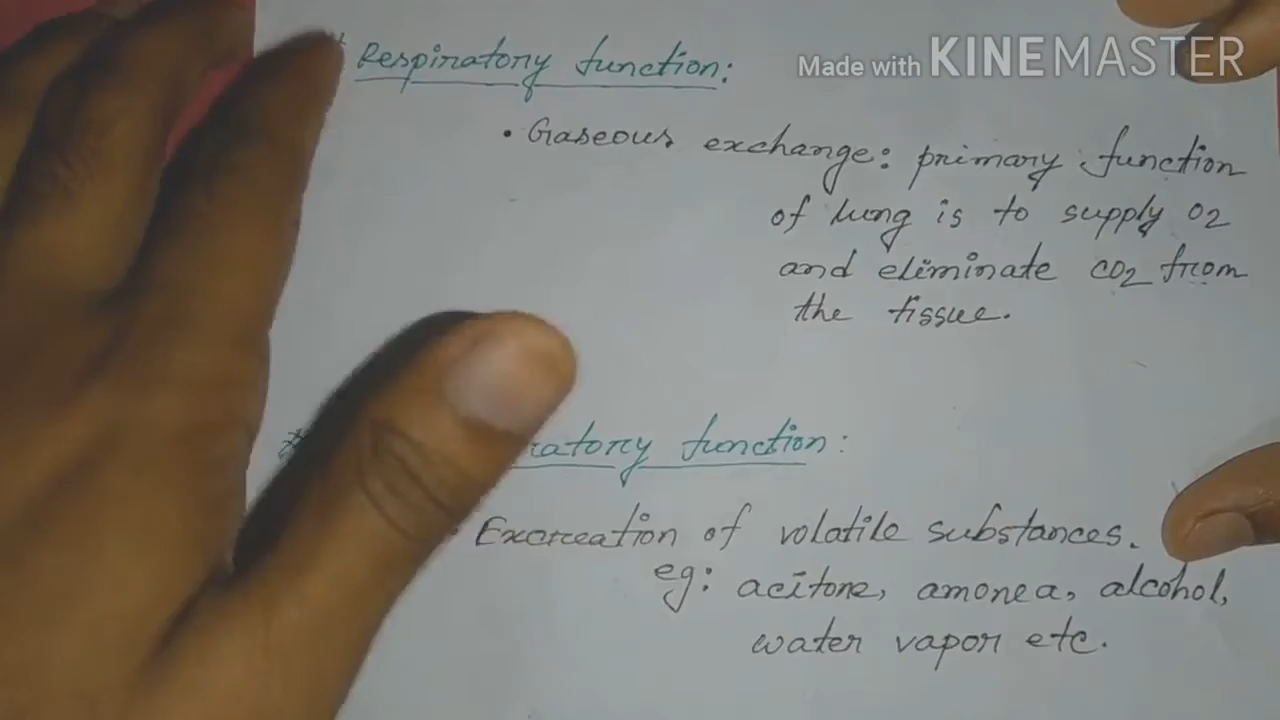 Made with KINEMASTER
* Respiratory function:
• Gaseous exchange: primary function
of lung is to supply O2
and eliminate CO2 from
the tissue.
# ratory function:
• Excreation of volatile substances.
eg: acitone, amonea, alcohol,
water vapor etc.